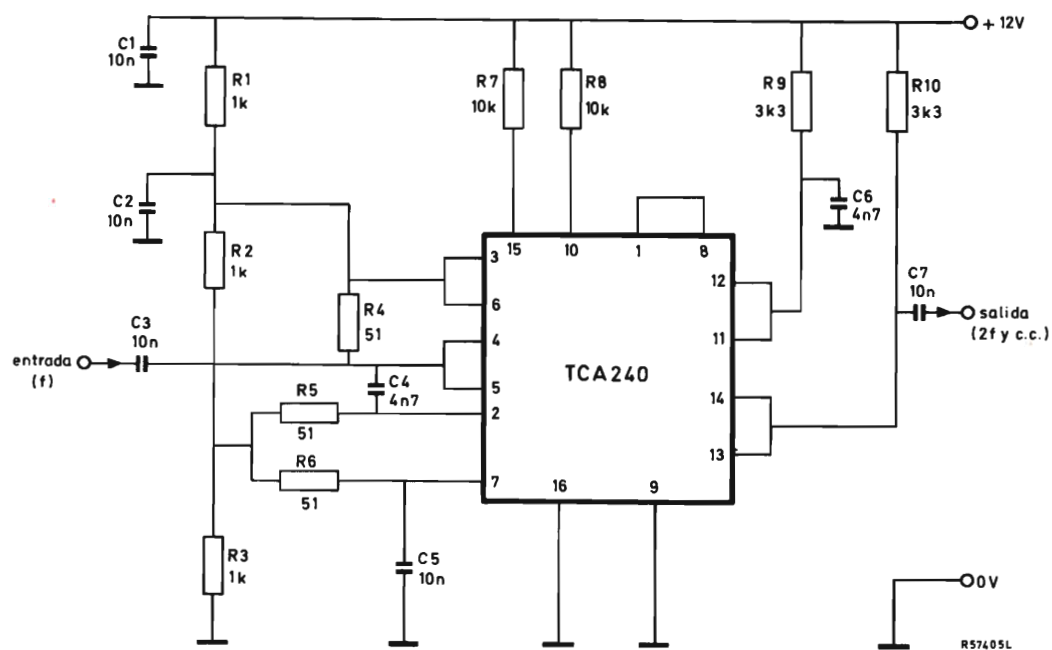 + 12V
C1
10n
R1
1k
R7
10k
R8
10k
R9
3k3
R10
3k3
C2
10n
C6
4n7
R2
1k
15
10
1
8
3
6
12
11
C7
10n
salida
(2f y c.c.)
R4
51
C3
10n
entrada
(f)
4
5
C4
4n7
TCA240
R5
51
2
14
13
R6
51
7
16
9
R3
1k
C5
10n
0V
R57405L